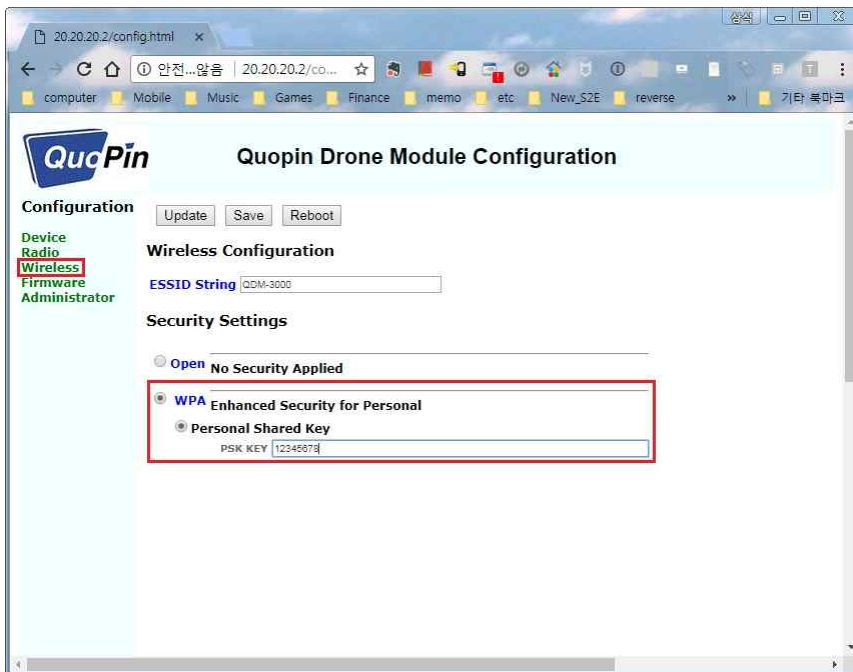 상식
20.20.20.2/config.html
안전...않음 | 20.20.20.2/co...
computer Mobile Music Games Finance memo etc New_S2E reverse » 기타 북마크
QuoPin
Quopin Drone Module Configuration
Configuration
Update Save Reboot
Device
Radio
Wireless
Firmware
Administrator
Wireless Configuration
ESSID String QDM-3000
Security Settings
Open No Security Applied
WPA Enhanced Security for Personal
Personal Shared Key
PSK KEY 12345678